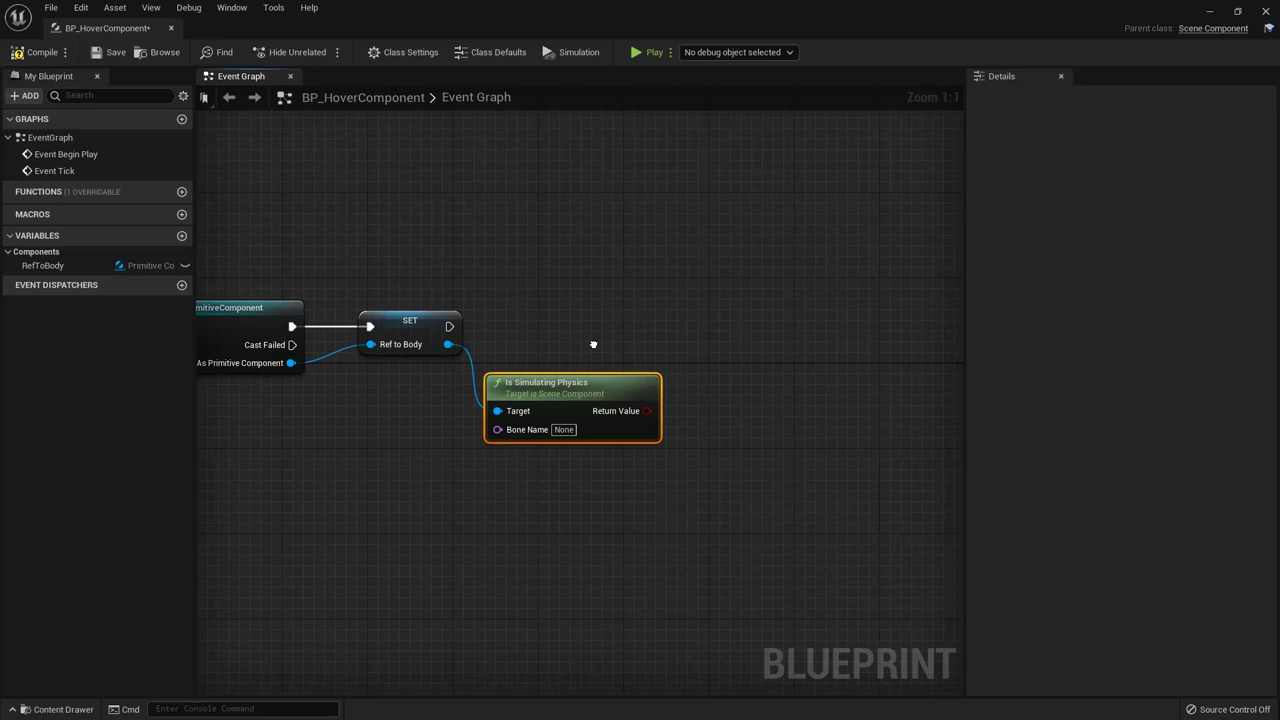 File Edit Asset View Debug Window Tools Help
BP_HoverComponent*
Parent class: Scene Component
Compile Save Browse Find Hide Unrelated Class Settings Class Defaults Simulation Play No debug object selected
My Blueprint Event Graph Details
+ ADD Search BP_HoverComponent > Event Graph Zoom 1:1
GRAPHS
EventGraph
Event Begin Play
Event Tick
FUNCTIONS (1 OVERRIDABLE
MACROS
VARIABLES
Components
RefToBody Primitive Co
EVENT DISPATCHERS
mitiveComponent
Cast Failed
As Primitive Component
SET
Ref to Body
f Is Simulating Physics
Target is Scene Component
Target Return Value
Bone Name None
BLUEPRINT
Content Drawer Cmd Enter Console Command Source Control Off